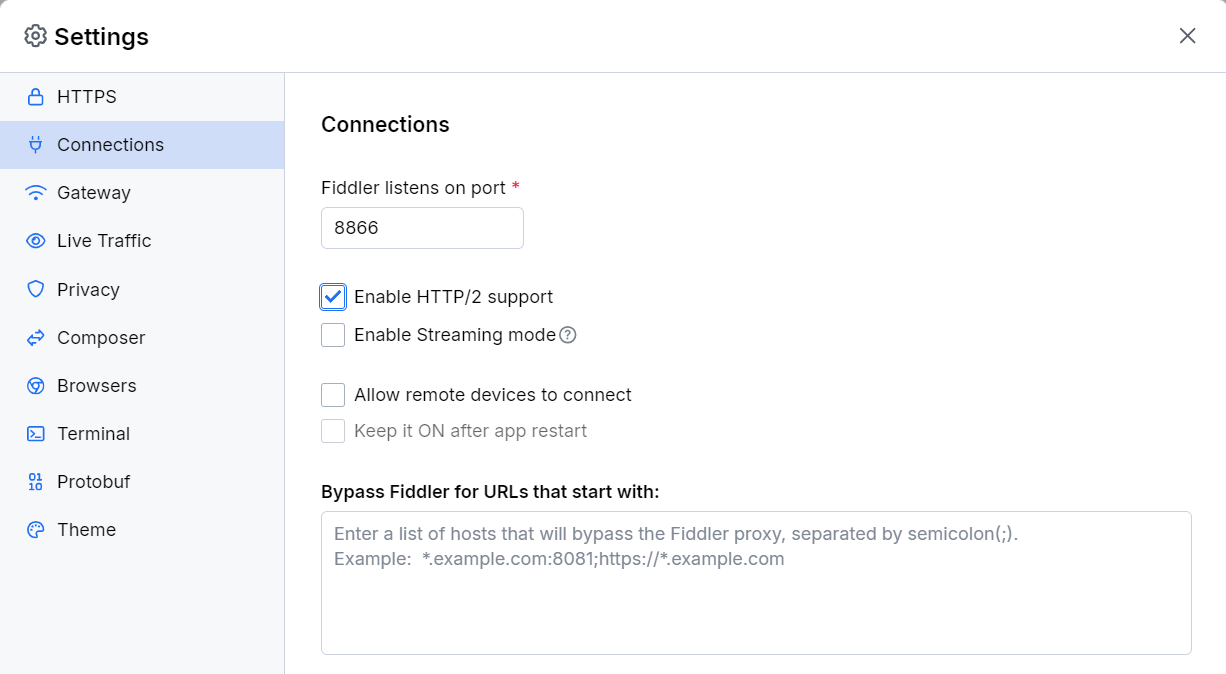 Settings
HTTPS
Connections
Gateway
Live Traffic
Privacy
Composer
Browsers
Terminal
Protobuf
Theme
Connections
Fiddler listens on port *
8866
Enable HTTP/2 support
Enable Streaming mode ?
Allow remote devices to connect
Keep it ON after app restart
Bypass Fiddler for URLs that start with:
Enter a list of hosts that will bypass the Fiddler proxy, separated by semicolon(;).
Example:  *.example.com:8081;https://*.example.com